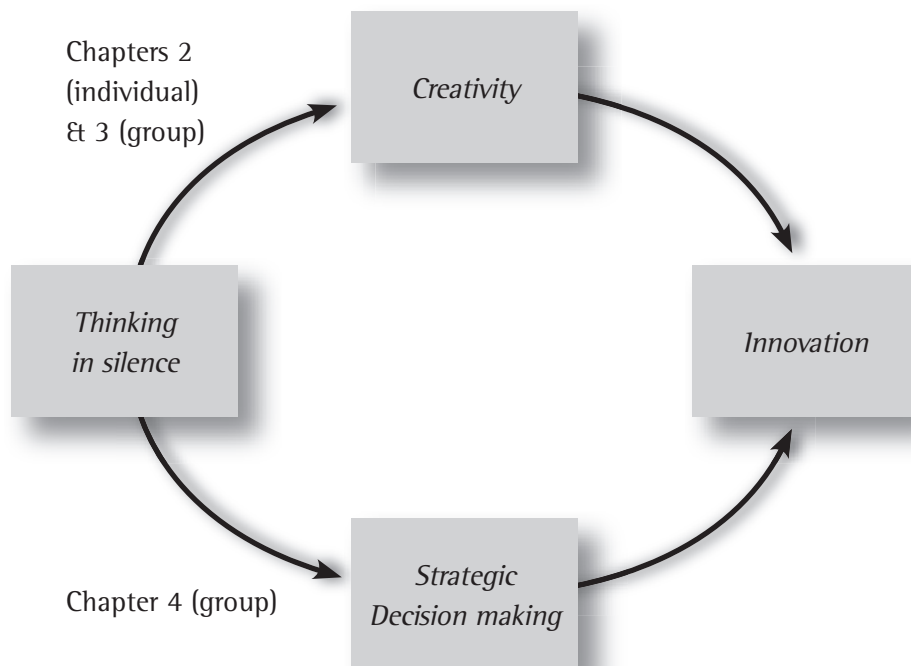 Chapters 2
(individual)
& 3 (group)
Creativity
Thinking
in silence
Innovation
Chapter 4 (group)
Strategic
Decision making